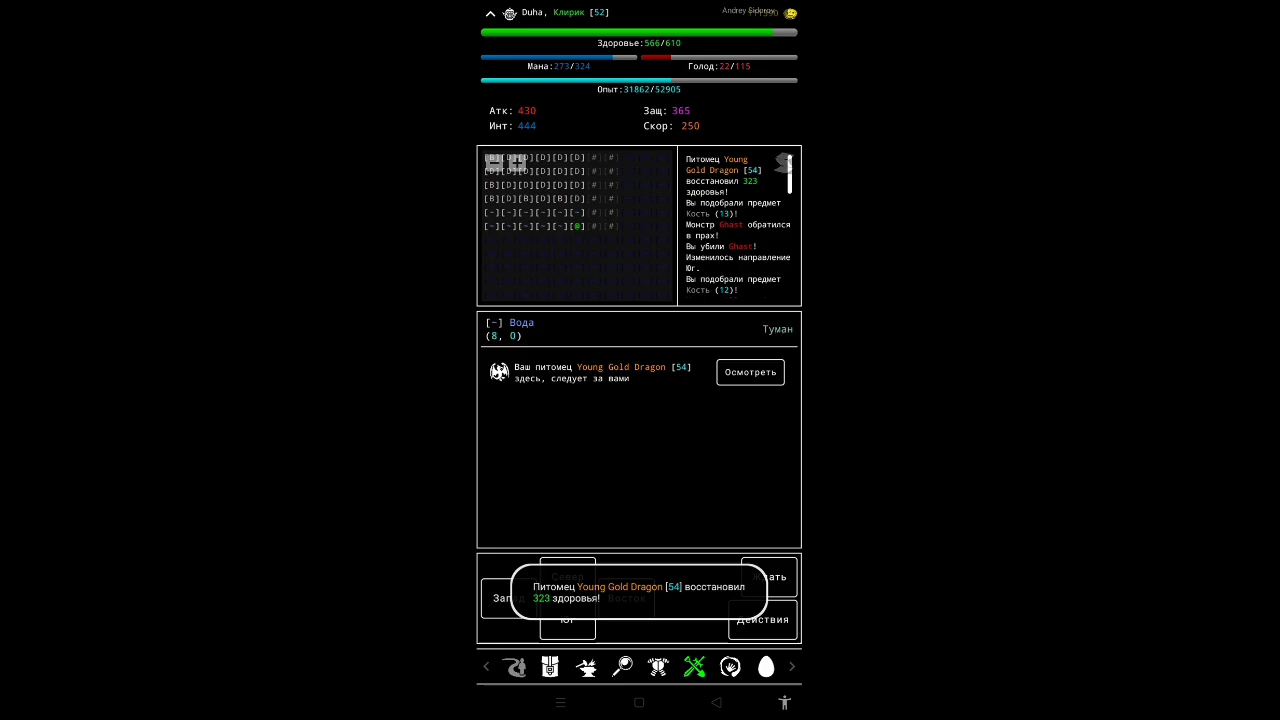 Duha, Клирик [52]
Andrey Sidorov
Здоровье:566/610
Мана:273/324
Голод:22/115
Опыт:31862/52905
Атк: 430
Защ: 365
Инт: 444
Скор: 250
[B][D][D][D][D][D][#][#]
[D][D][D][D][D][D][#][#]
[B][D][D][D][D][D][#][#]
[B][D][B][D][B][D][#][#]
[~][~][~][~][~][~][#][#]
[~][~][~][~][~][@][#][#]
Питомец Young
Gold Dragon [54]
восстановил 323
здоровья!
Вы подобрали предмет
Кость (13)!
Монстр Ghast обратился
в прах!
Вы убили Ghast!
Изменилось направление
Юг.
Вы подобрали предмет
Кость (12)!
[~] Вода
(8, 0)
Туман
Ваш питомец Young Gold Dragon [54]
здесь, следует за вами
Осмотреть
Север
Запад
Восток
Юг
Ждать
Действия
Питомец Young Gold Dragon [54] восстановил
323 здоровья!